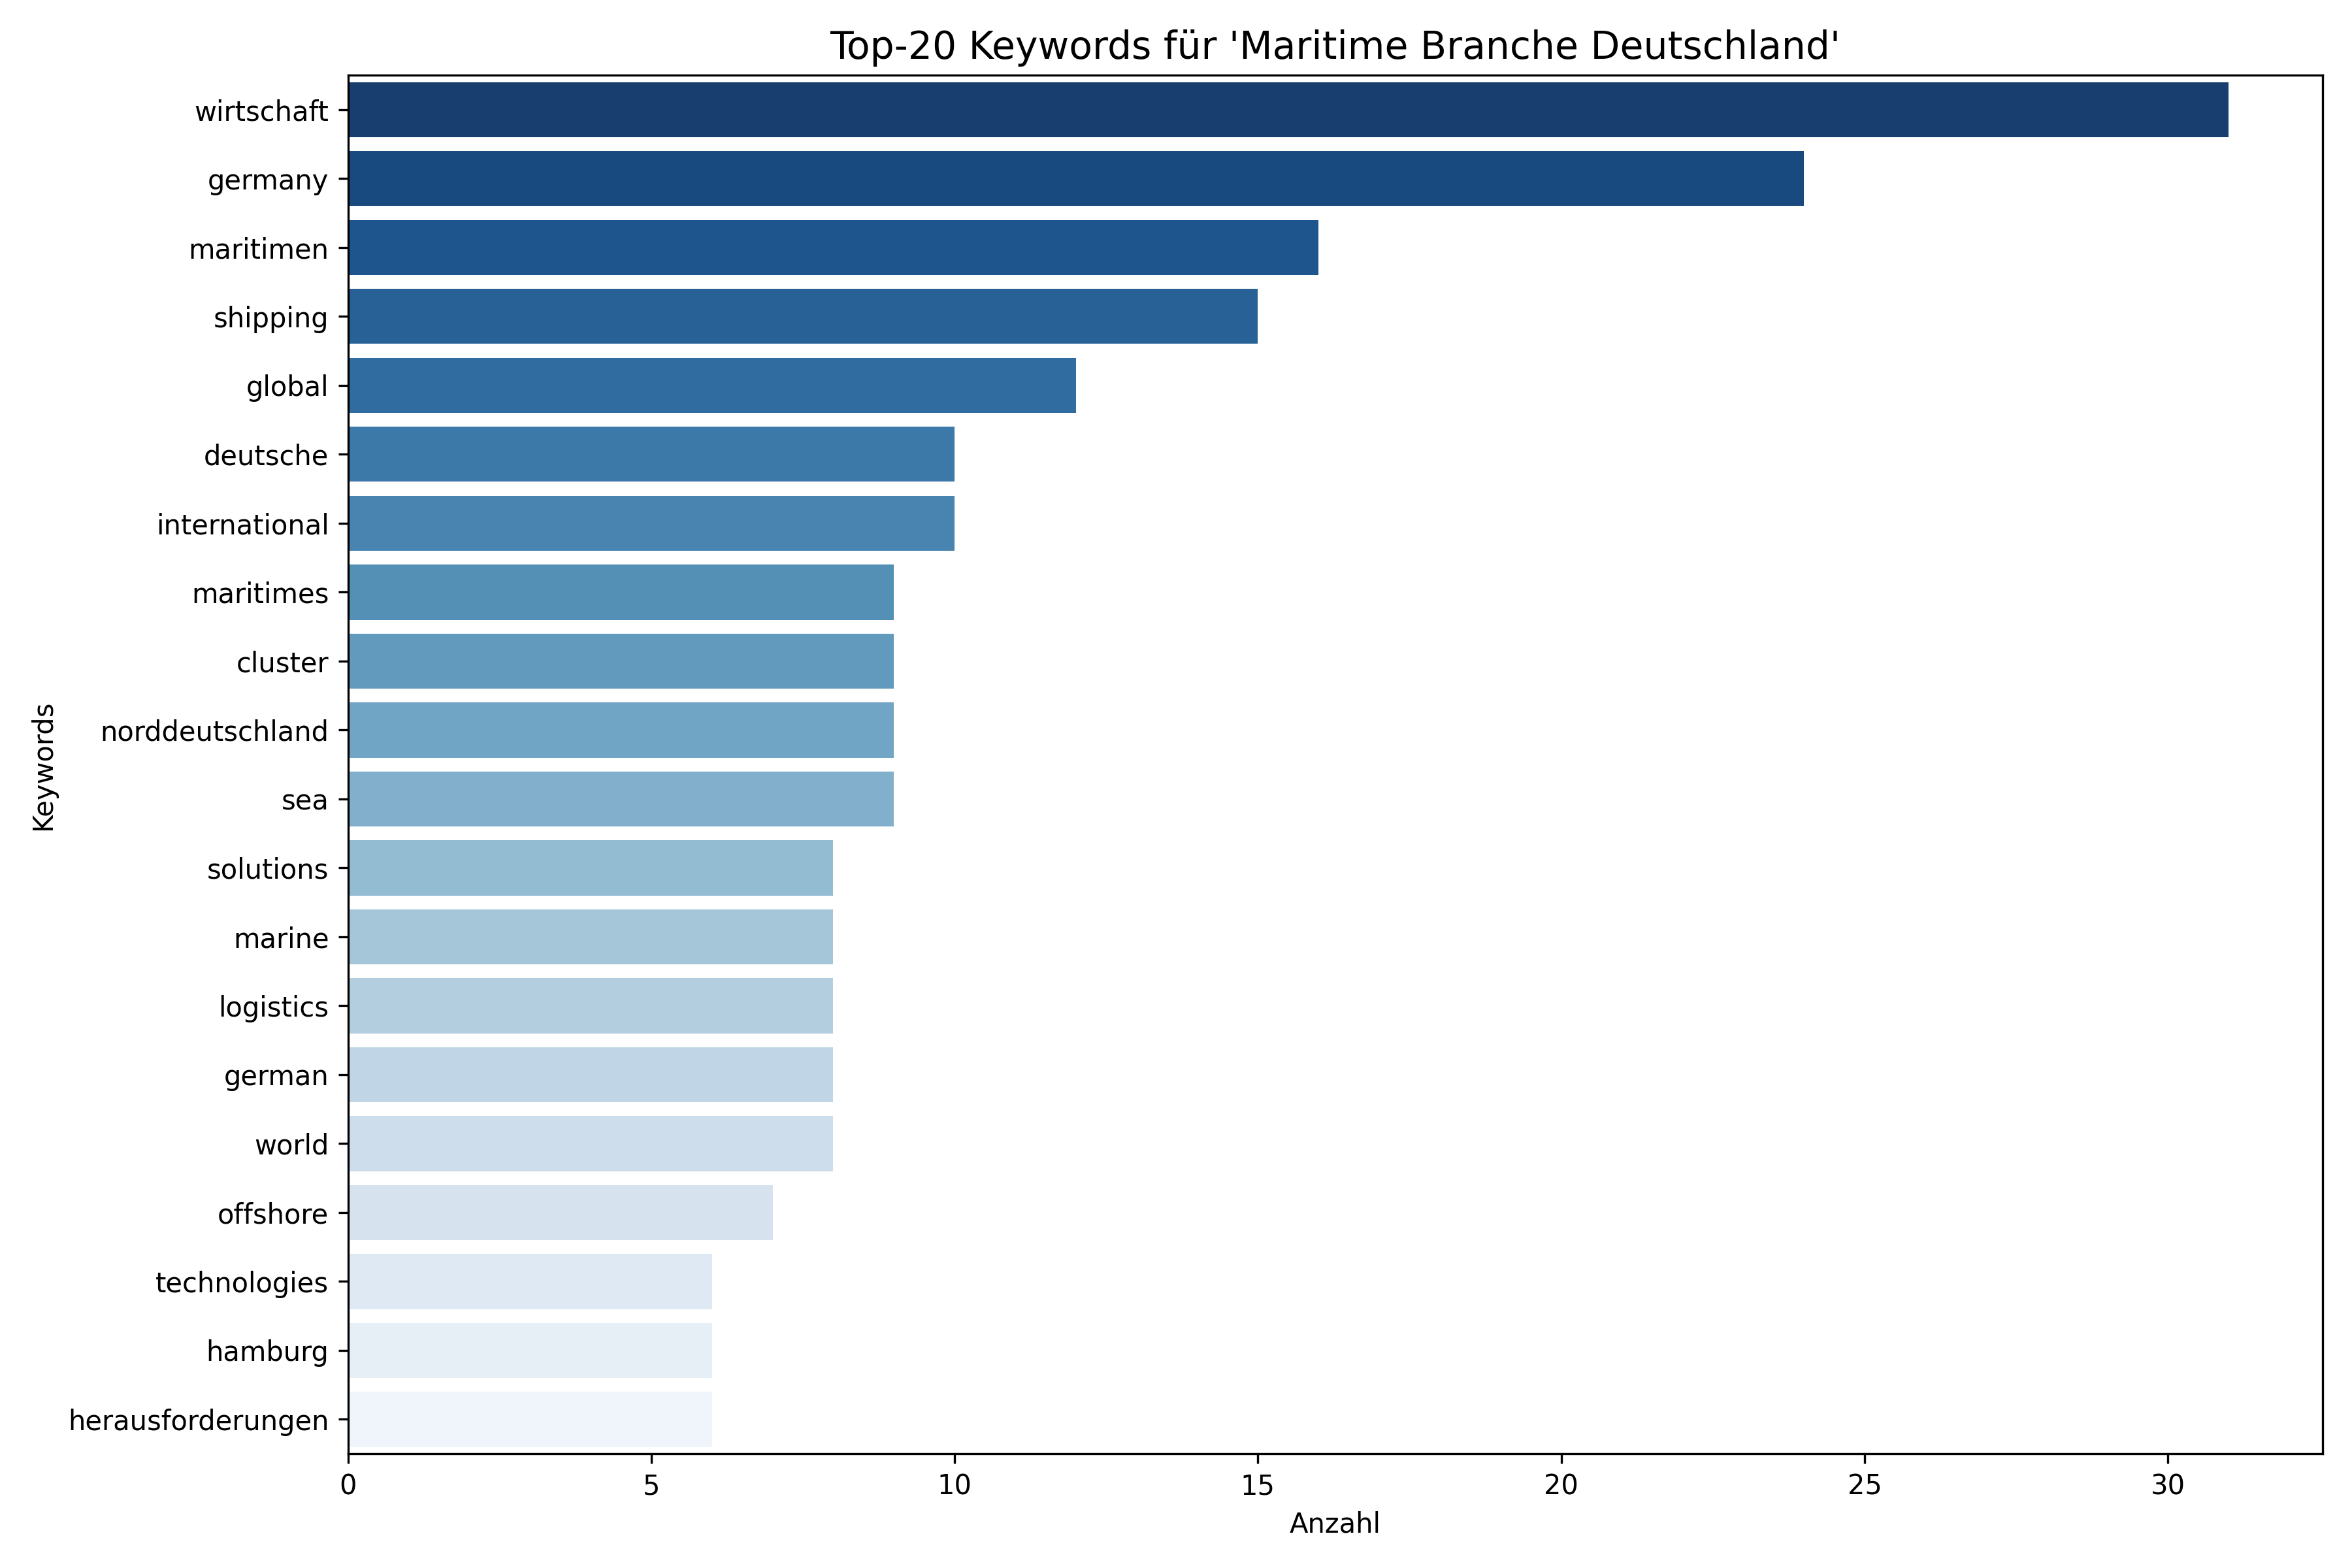 Top-20 Keywords für 'Maritime Branche Deutschland'
wirtschaft
germany
maritimen
shipping
global
deutsche
international
maritimes
cluster
norddeutschland
sea
solutions
marine
logistics
german
world
offshore
technologies
hamburg
herausforderungen
Keywords
0 5 10 15 20 25 30
Anzahl